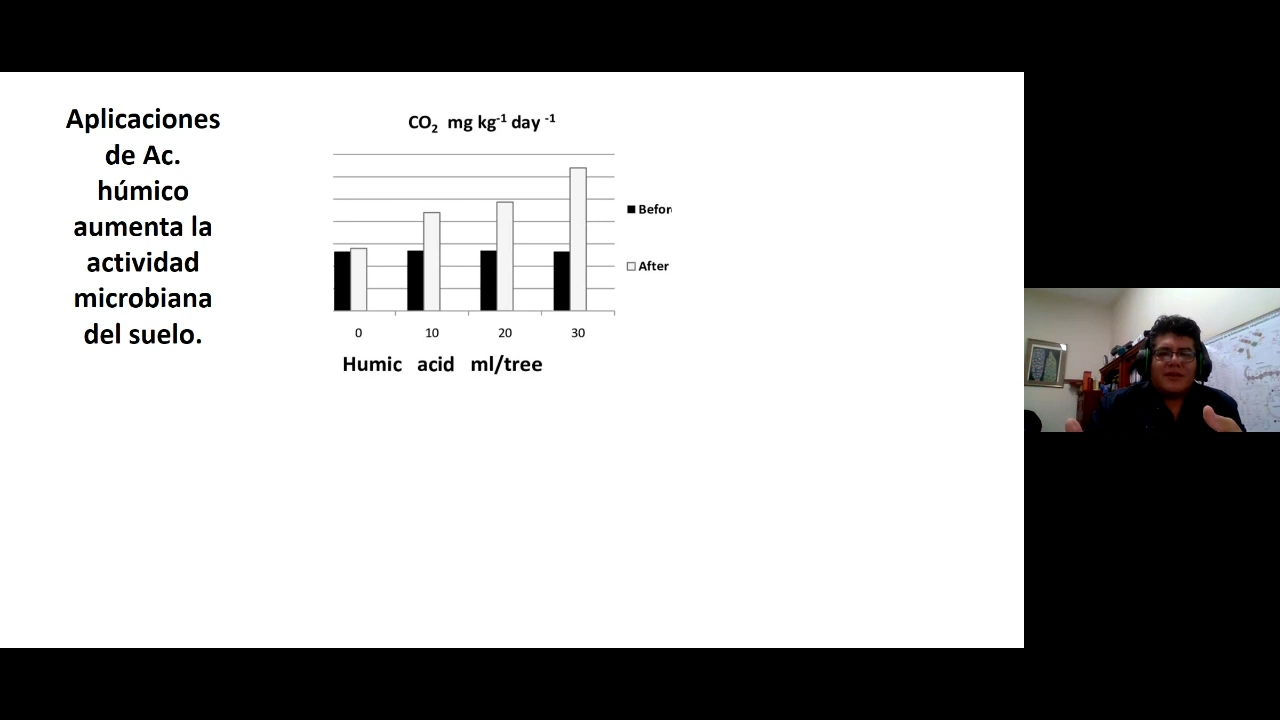 Aplicaciones
de Ac.
húmico
aumenta la
actividad
microbiana
del suelo.
CO₂ mg kg⁻¹ day ⁻¹
Befor
After
0 10 20 30
Humic acid ml/tree